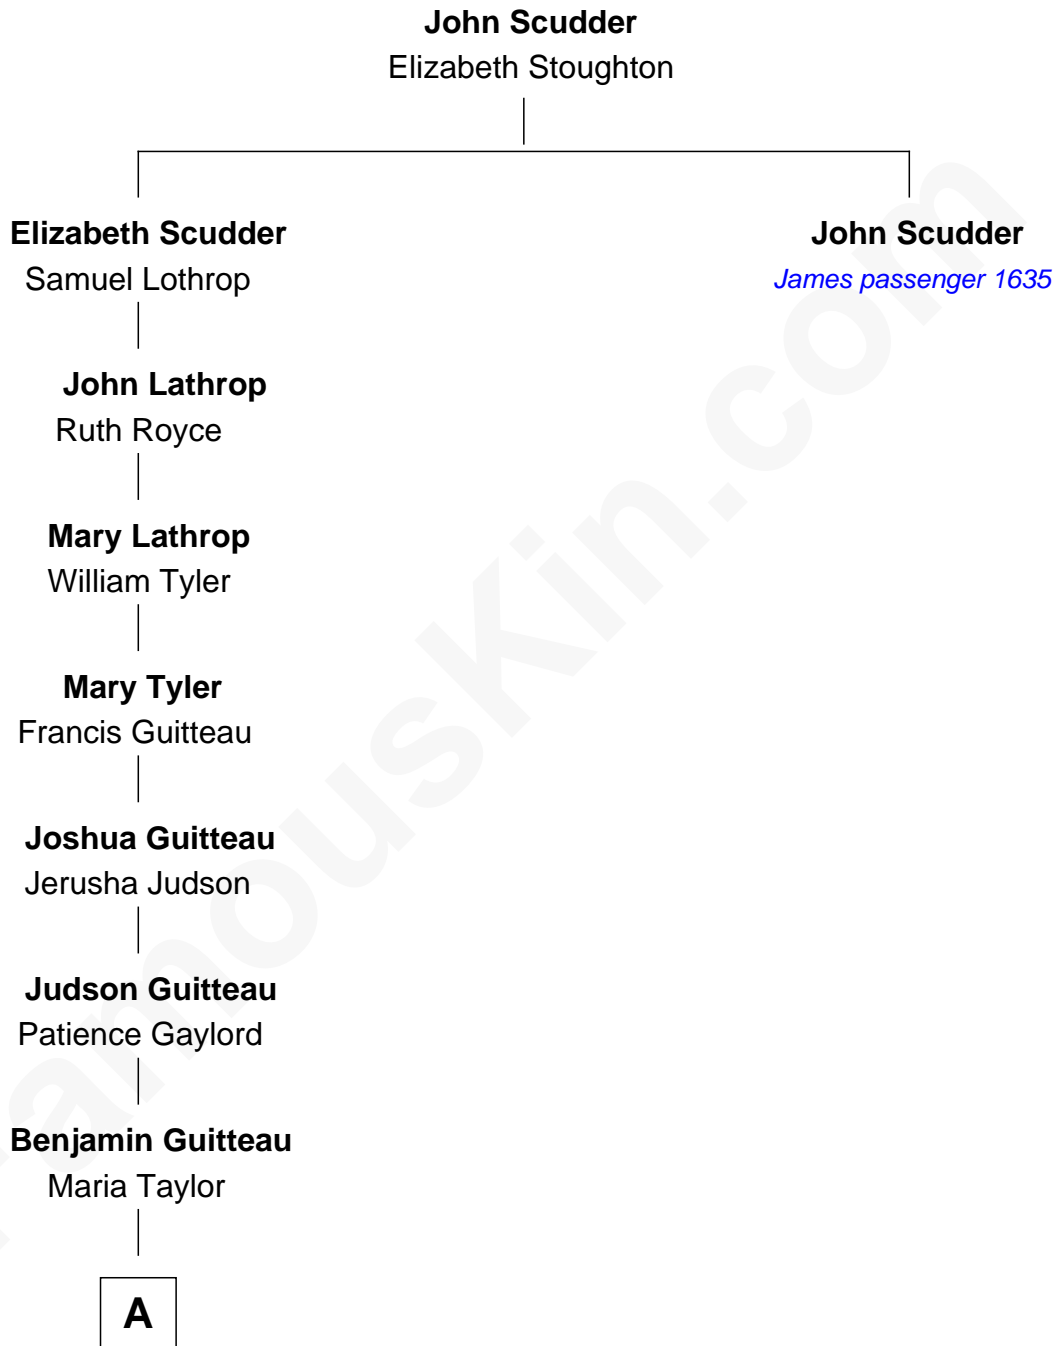 John Scudder
Elizabeth Stoughton
Elizabeth Scudder
Samuel Lothrop
John Scudder
James passenger 1635
John Lathrop
Ruth Royce
Mary Lathrop
William Tyler
Mary Tyler
Francis Guitteau
Joshua Guitteau
Jerusha Judson
Judson Guitteau
Patience Gaylord
Benjamin Guitteau
Maria Taylor
A
FamousKin.com